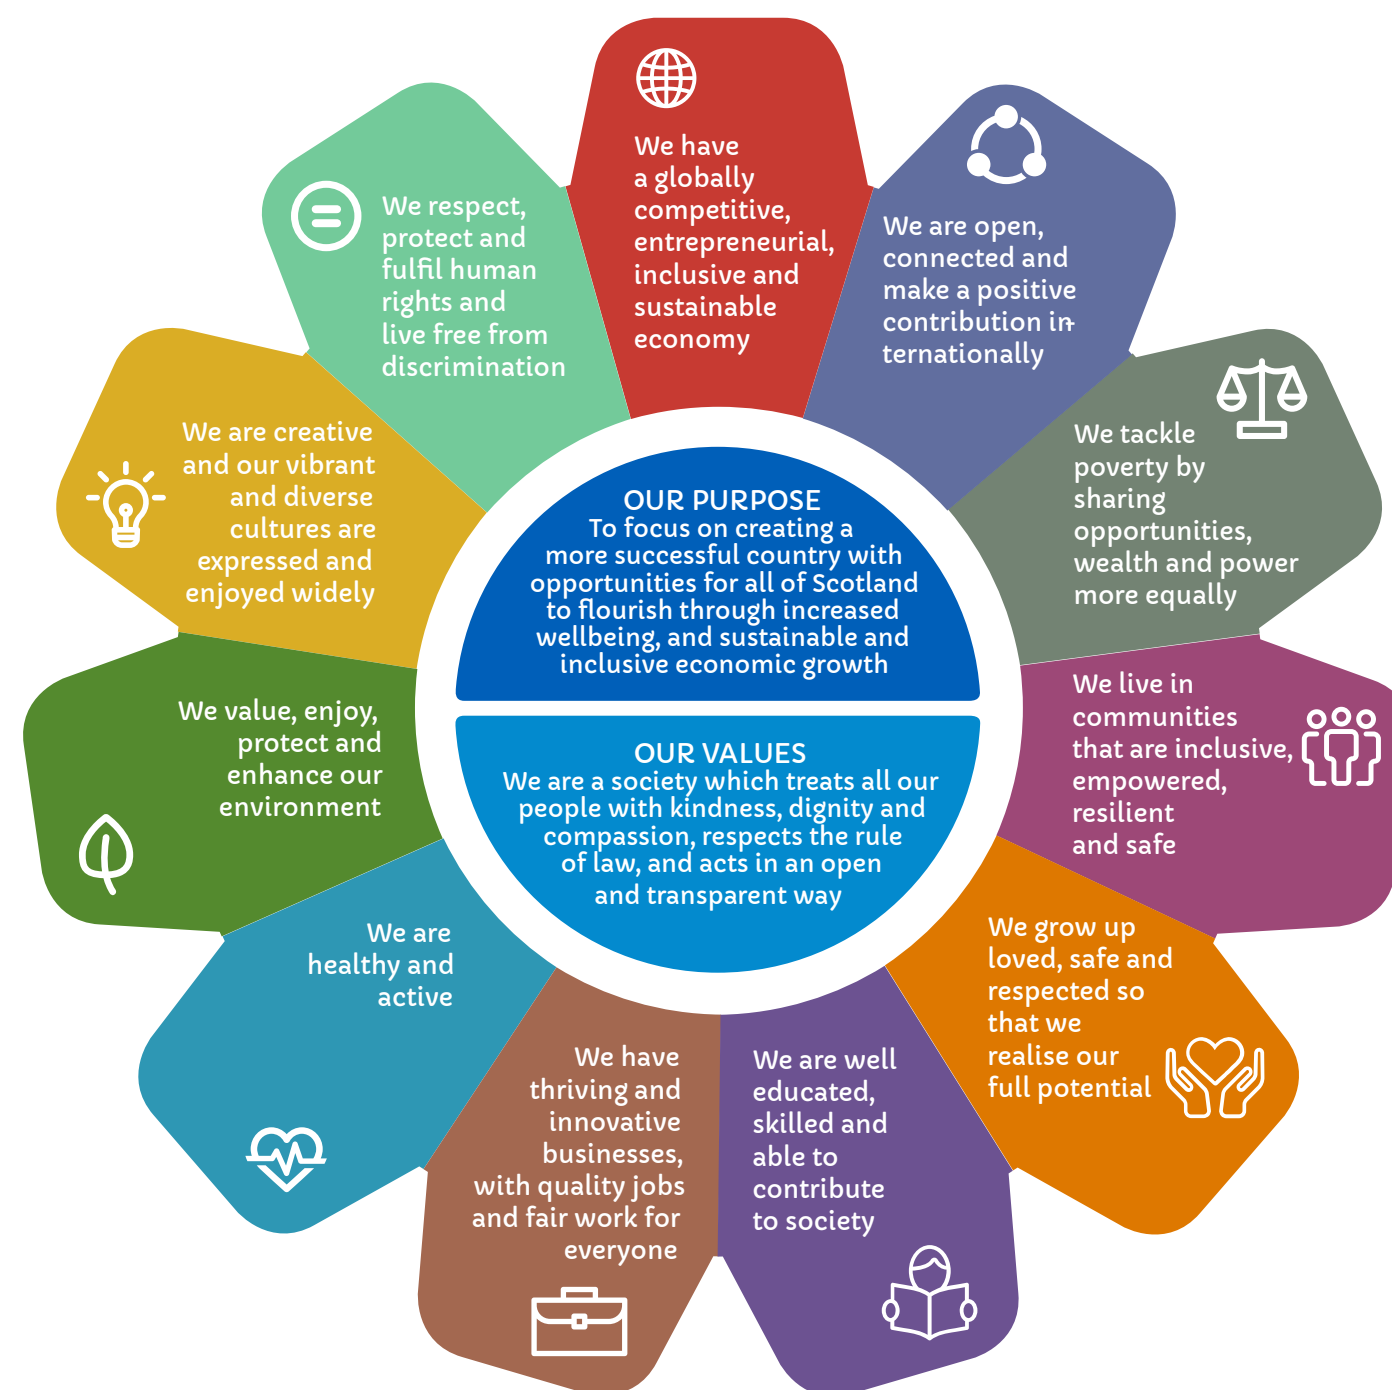 We have
a globally
competitive,
entrepreneurial,
inclusive and
sustainable
economy
We are open,
connected and
make a positive
contribution in-
ternationally
We tackle
poverty by
sharing
opportunities,
wealth and power
more equally
We live in
communities
that are inclusive,
empowered,
resilient
and safe
We grow up
loved, safe and
respected so
that we
realise our
full potential
We are well
educated,
skilled and
able to
contribute
to society
We have
thriving and
innovative
businesses,
with quality jobs
and fair work for
everyone
We are
healthy and
active
We value, enjoy,
protect and
enhance our
environment
We are creative
and our vibrant
and diverse
cultures are
expressed and
enjoyed widely
We respect,
protect and
fulfil human
rights and
live free from
discrimination
OUR PURPOSE
To focus on creating a
more successful country with
opportunities for all of Scotland
to flourish through increased
wellbeing, and sustainable and
inclusive economic growth
OUR VALUES
We are a society which treats all our
people with kindness, dignity and
compassion, respects the rule
of law, and acts in an open
and transparent way